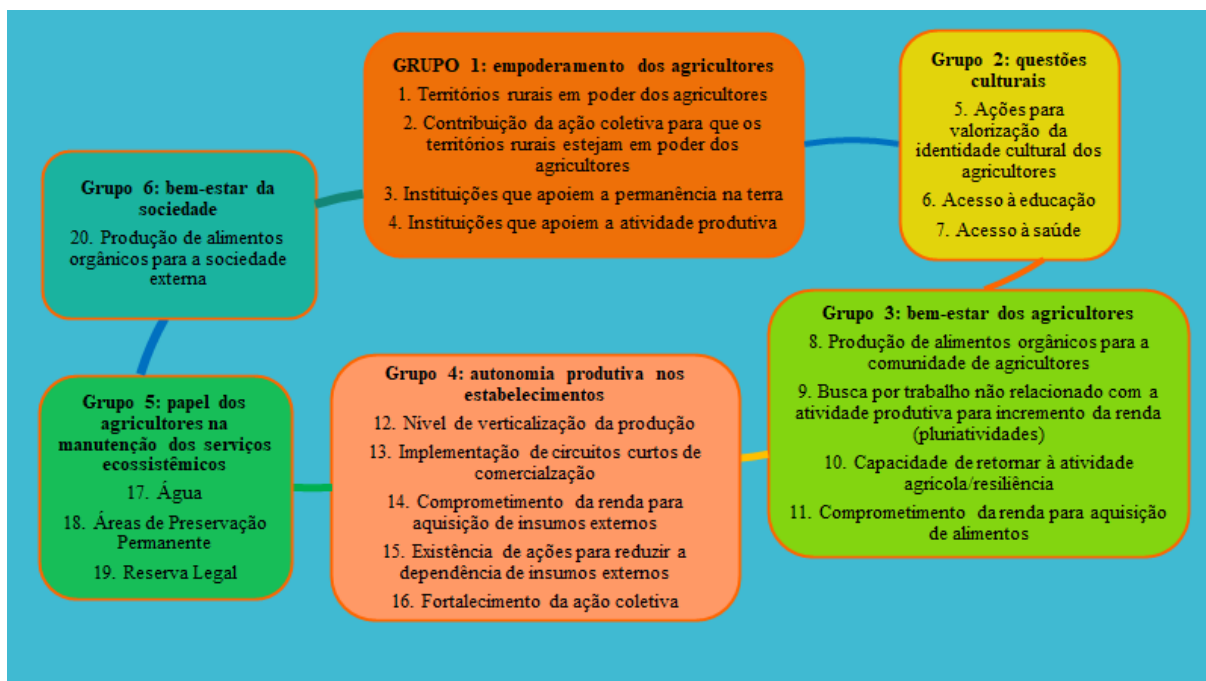 GRUPO 1: empoderamento dos agricultores
1. Territórios rurais em poder dos agricultores
2. Contribuição da ação coletiva para que os
territórios rurais estejam em poder dos
agricultores
3. Instituições que apoiem a permanência na terra
4. Instituições que apoiem a atividade produtiva
Grupo 2: questões
culturais
5. Ações para
valorização da
identidade cultural dos
agricultores
6. Acesso à educação
7. Acesso à saúde
Grupo 3: bem-estar dos agricultores
8. Produção de alimentos orgânicos para a
comunidade de agricultores
9. Busca por trabalho não relacionado com a
atividade produtiva para incremento da renda
(pluriatividades)
10. Capacidade de retornar à atividade
agrícola/resiliência
11. Comprometimento da renda para aquisição
de alimentos
Grupo 4: autonomia produtiva nos
estabelecimentos
12. Nível de verticalização da produção
13. Implementação de circuitos curtos de
comercialzação
14. Comprometimento da renda para
aquisição de insumos externos
15. Existência de ações para reduzir a
dependência de insumos externos
16. Fortalecimento da ação coletiva
Grupo 5: papel dos
agricultores na
manutenção dos serviços
ecossistêmicos
17. Água
18. Áreas de Preservação
Permanente
19. Reserva Legal
Grupo 6: bem-estar da
sociedade
20. Produção de alimentos
orgânicos para a sociedade
externa